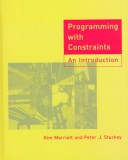 Programming
with
Constraints
An Introduction
Kim Marriott and Peter J. Stuckey